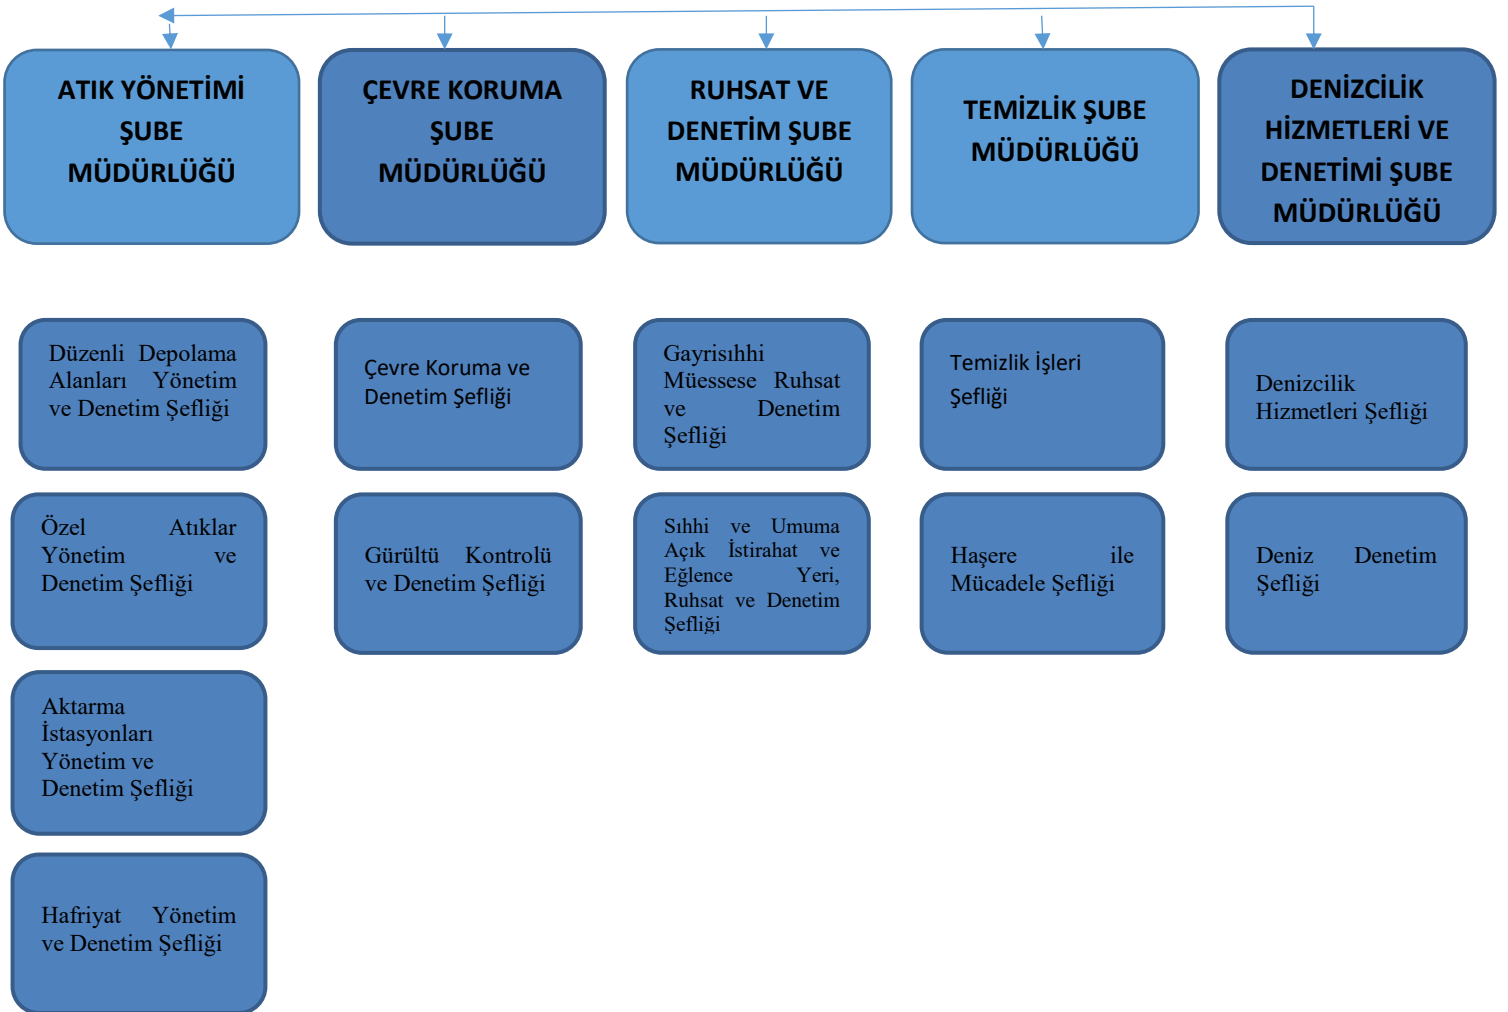 ATIK YÖNETİMİ
ŞUBE
MÜDÜRLÜĞÜ
ÇEVRE KORUMA
ŞUBE
MÜDÜRLÜĞÜ
RUHSAT VE
DENETİM ŞUBE
MÜDÜRLÜĞÜ
TEMİZLİK ŞUBE
MÜDÜRLÜĞÜ
DENİZCİLİK
HİZMETLERİ VE
DENETİMİ ŞUBE
MÜDÜRLÜĞÜ
Düzenli Depolama
Alanları Yönetim
ve Denetim Şefliği
Çevre Koruma ve
Denetim Şefliği
Gayrisıhhi
Müessese Ruhsat
ve Denetim
Şefliği
Temizlik İşleri
Şefliği
Denizcilik
Hizmetleri Şefliği
Özel Atıklar
Yönetim ve
Denetim Şefliği
Gürültü Kontrolü
ve Denetim Şefliği
Sıhhi ve Umuma
Açık İstirahat ve
Eğlence Yeri,
Ruhsat ve Denetim
Şefliği
Haşere ile
Mücadele Şefliği
Deniz Denetim
Şefliği
Aktarma
İstasyonları
Yönetim ve
Denetim Şefliği
Hafriyat Yönetim
ve Denetim Şefliği